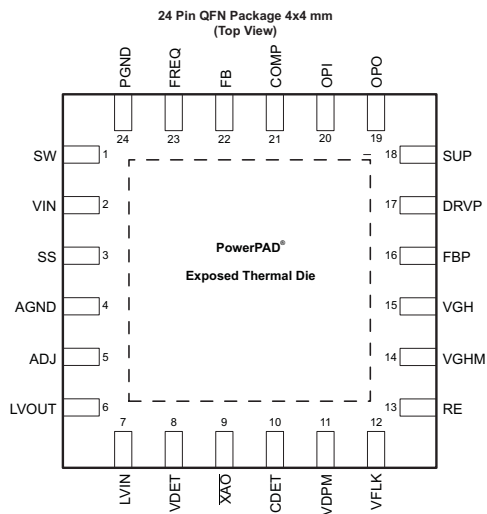 24 Pin QFN Package 4x4 mm
(Top View)
PGND
FREQ
FB
COMP
OPI
OPO
24
23
22
21
20
19
SW 1
18 SUP
VIN 2
17 DRVP
SS 3
16 FBP
AGND 4
15 VGH
ADJ 5
14 VGHM
LVOUT 6
13 RE
PowerPAD®
Exposed Thermal Die
7
8
9
10
11
12
LVIN
VDET
X̅A̅O̅
CDET
VDPM
VFLK